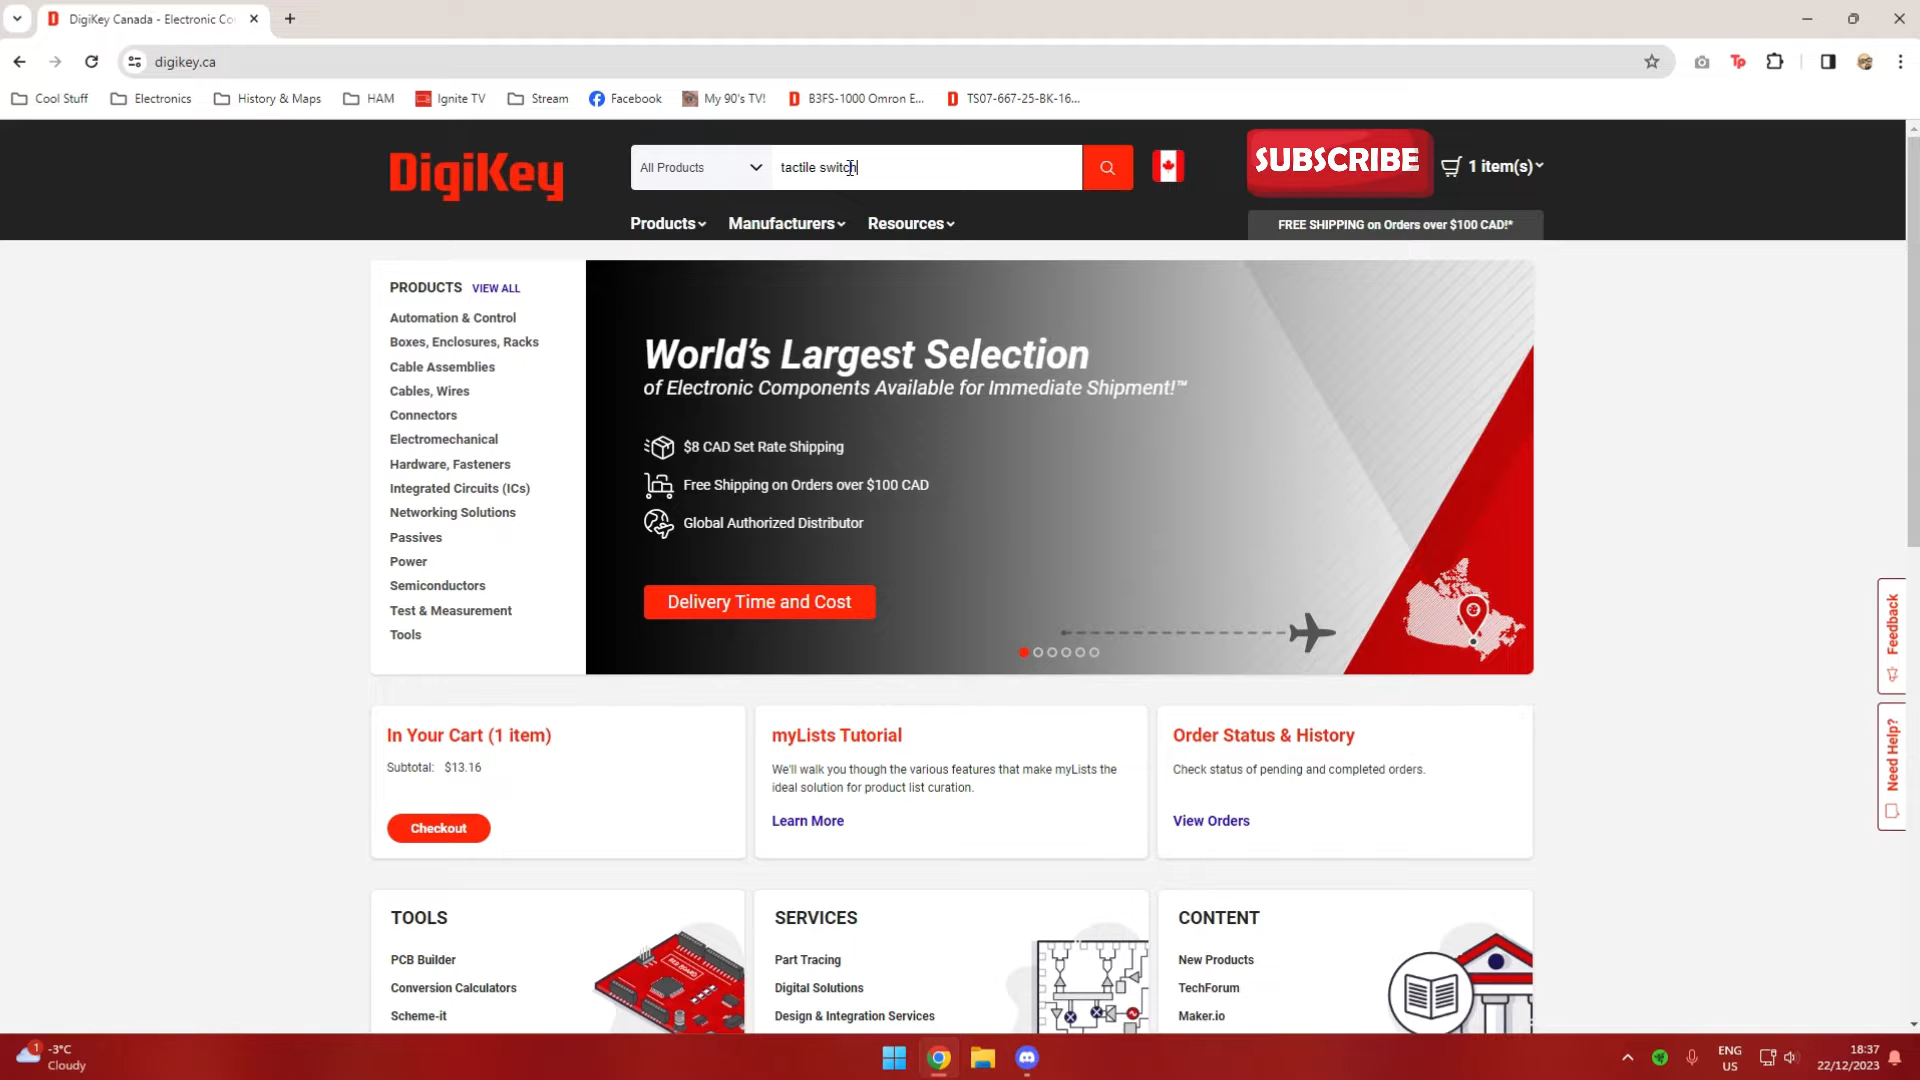 DigiKey Canada - Electronic Co
digikey.ca
Cool Stuff
Electronics
History & Maps
HAM
Ignite TV
Stream
Facebook
My 90's TV!
B3FS-1000 Omron E...
TS07-667-25-BK-16...
DigiKey
All Products
tactile switch
SUBSCRIBE
1 item(s)
Products
Manufacturers
Resources
FREE SHIPPING on Orders over $100 CAD!*
PRODUCTS VIEW ALL
Automation & Control
Boxes, Enclosures, Racks
Cable Assemblies
Cables, Wires
Connectors
Electromechanical
Hardware, Fasteners
Integrated Circuits (ICs)
Networking Solutions
Passives
Power
Semiconductors
Test & Measurement
Tools
World's Largest Selection
of Electronic Components Available for Immediate Shipment!™
$8 CAD Set Rate Shipping
Free Shipping on Orders over $100 CAD
Global Authorized Distributor
Delivery Time and Cost
Feedback
Need Help?
In Your Cart (1 item)
Subtotal: $13.16
Checkout
myLists Tutorial
We'll walk you though the various features that make myLists the
ideal solution for product list curation.
Learn More
Order Status & History
Check status of pending and completed orders.
View Orders
TOOLS
PCB Builder
Conversion Calculators
Scheme-it
RED BOARD
SERVICES
Part Tracing
Digital Solutions
Design & Integration Services
CONTENT
New Products
TechForum
Maker.io
1
-3°C
Cloudy
ENG
US
18:37
22/12/2023